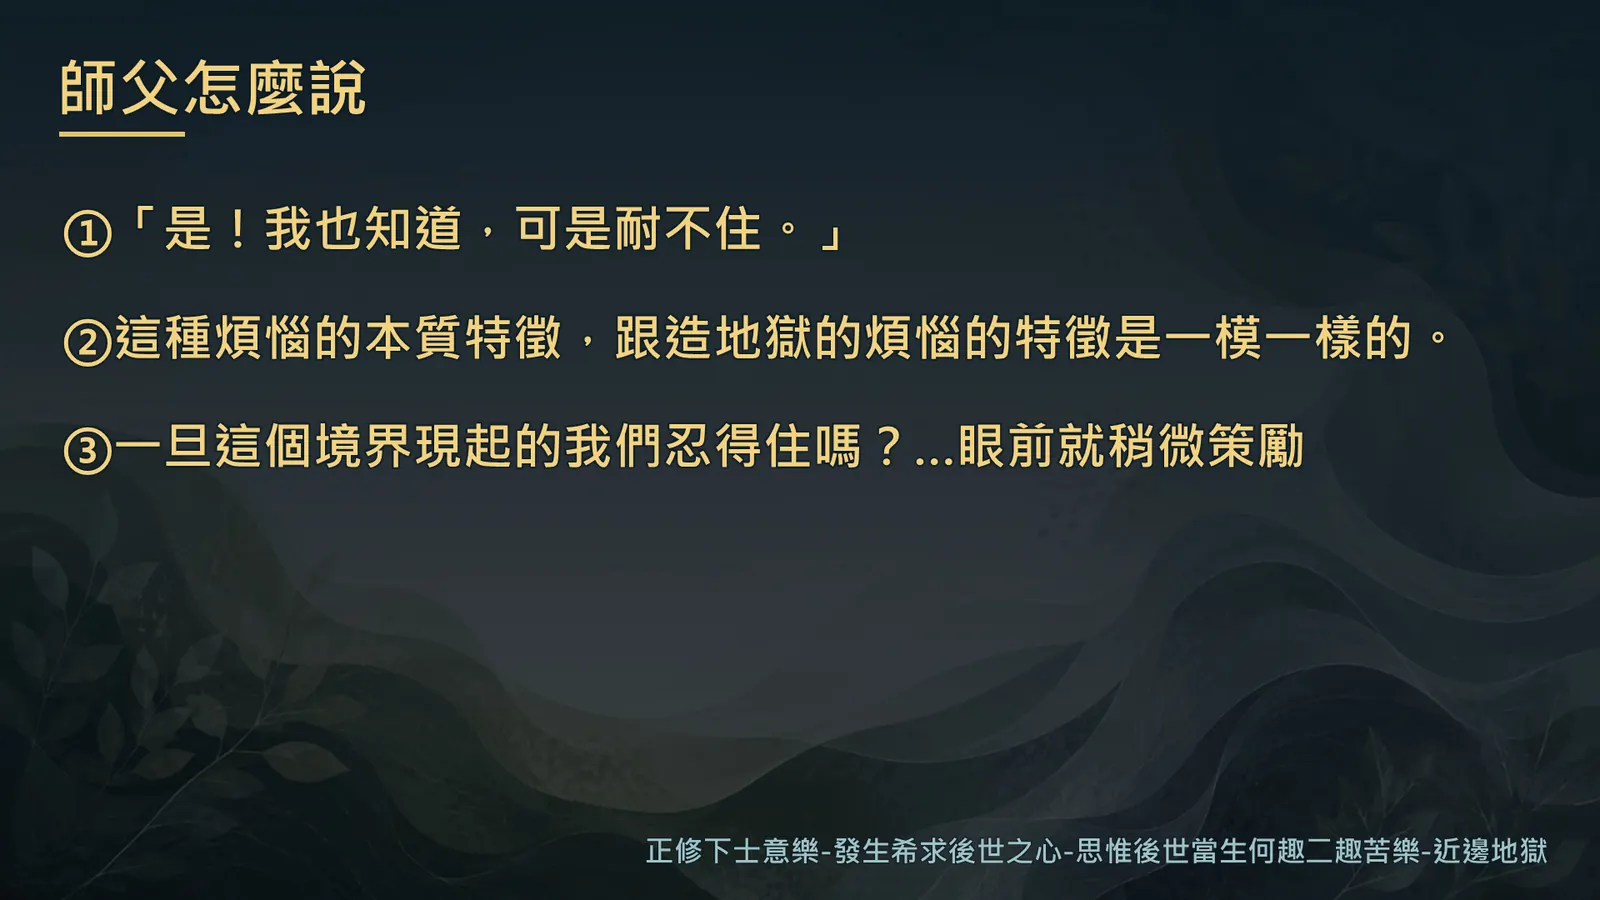 師父怎麼說
①「是！我也知道，可是耐不住。」
②這種煩惱的本質特徵，跟造地獄的煩惱的特徵是一模一樣的。
③一旦這個境界現起的我們忍得住嗎？…眼前就稍微策勵
正修下士意樂-發生希求後世之心-思惟後世當生何趣二趣苦樂-近邊地獄